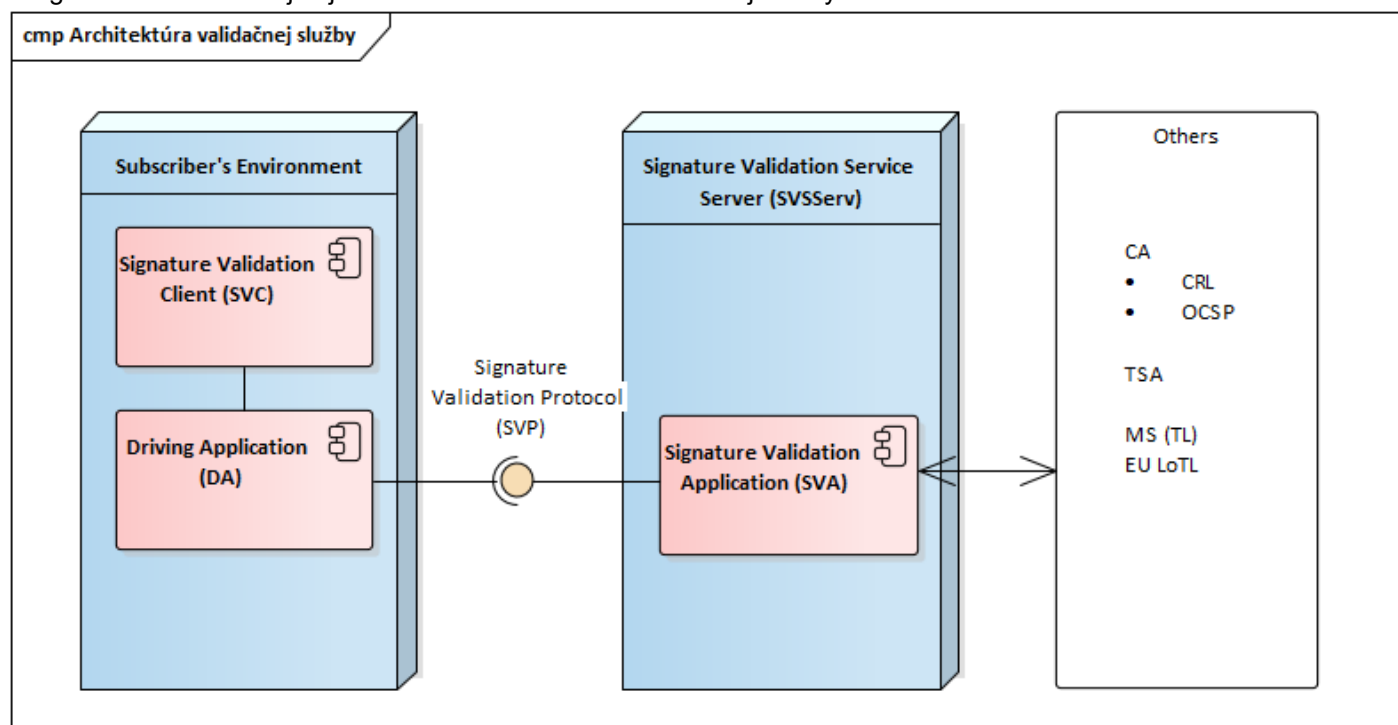 cmp Architektúra validačnej služby
Subscriber's Environment
Signature Validation
Client (SVC)
Driving Application
(DA)
Signature
Validation Protocol
(SVP)
Signature Validation Service
Server (SVSServ)
Signature Validation
Application (SVA)
Others
CA
• CRL
• OCSP
TSA
MS (TL)
EU LoTL